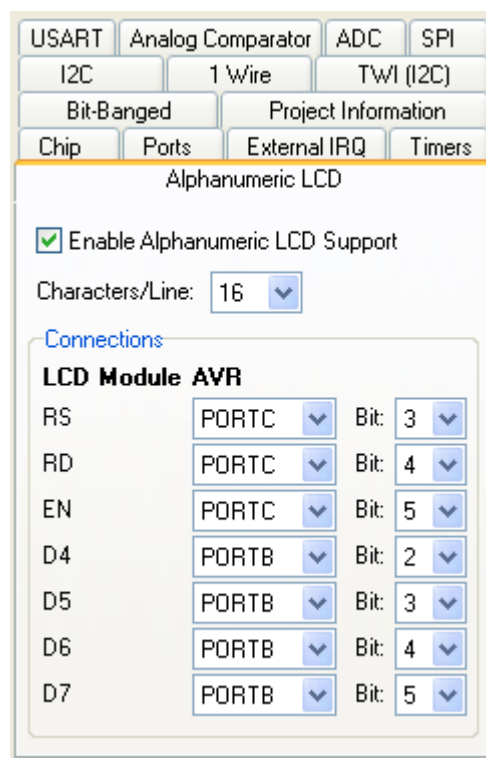 USART Analog Comparator ADC SPI
I2C 1 Wire TWI (I2C)
Bit-Banged Project Information
Chip Ports External IRQ Timers
Alphanumeric LCD
Enable Alphanumeric LCD Support
Characters/Line: 16
Connections
LCD Module AVR
RS PORTC Bit: 3
RD PORTC Bit: 4
EN PORTC Bit: 5
D4 PORTB Bit: 2
D5 PORTB Bit: 3
D6 PORTB Bit: 4
D7 PORTB Bit: 5